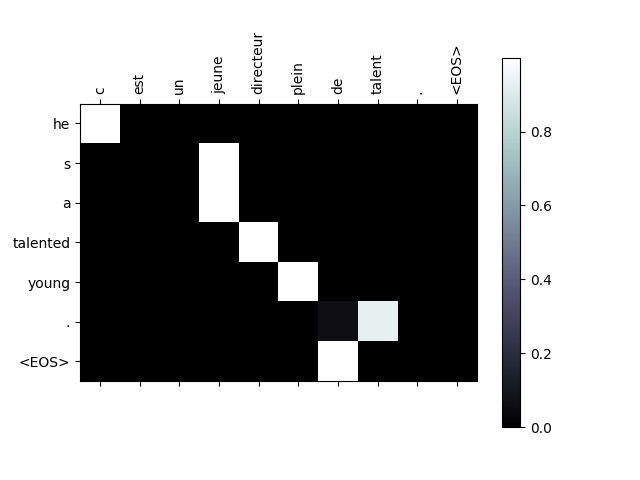 c est un jeune directeur plein de talent . <EOS>
he
s
a
talented
young
.
<EOS>
0.8
0.6
0.4
0.2
0.0